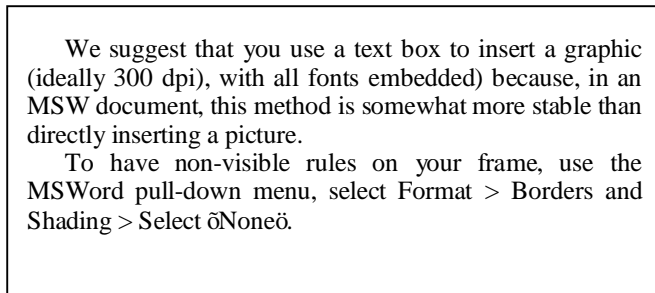 We suggest that you use a text box to insert a graphic
(ideally 300 dpi), with all fonts embedded) because, in an
MSW document, this method is somewhat more stable than
directly inserting a picture.
To have non-visible rules on your frame, use the
MSWord pull-down menu, select Format > Borders and
Shading > Select õNoneö.